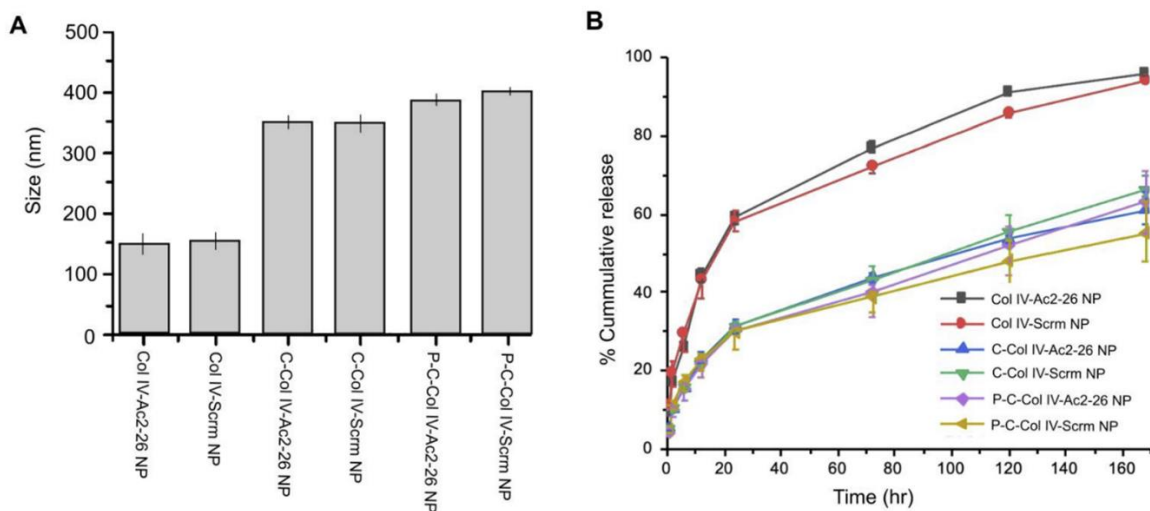 A
500
400
300
200
100
0
Size (nm)
Col IV-Ac2-26 NP
Col IV-Scrm NP
C-Col IV-Ac2-26 NP
C-Col IV-Scrm NP
P-C-Col IV-Ac2-26 NP
P-C-Col IV-Scrm NP
B
100
80
60
40
20
0
% Cummulative release
0
20
40
60
80
100
120
140
160
Time (hr)
Col IV-Ac2-26 NP
Col IV-Scrm NP
C-Col IV-Ac2-26 NP
C-Col IV-Scrm NP
P-C-Col IV-Ac2-26 NP
P-C-Col IV-Scrm NP